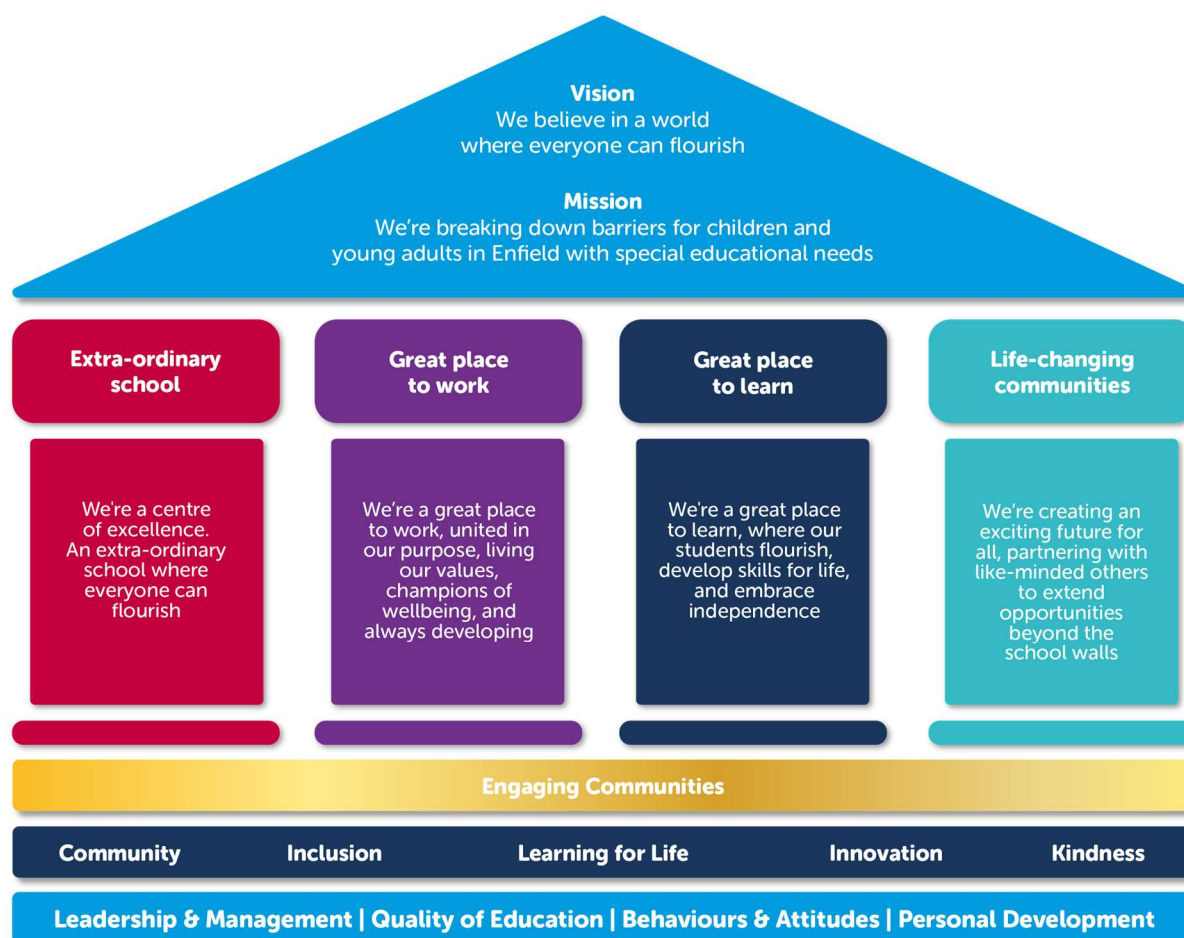 Vision
We believe in a world
where everyone can flourish
Mission
We’re breaking down barriers for children and
young adults in Enfield with special educational needs
Extra-ordinary
school
Great place
to work
Great place
to learn
Life-changing
communities
We're a centre
of excellence.
An extra-ordinary
school where
everyone can
flourish
We’re a great place
to work, united in
our purpose, living
our values,
champions of
wellbeing, and
always developing
We're a great place
to learn, where our
students flourish,
develop skills for life,
and embrace
independence
We’re creating an
exciting future for
all, partnering with
like-minded others
to extend
opportunities
beyond the
school walls
Engaging Communities
Community Inclusion Learning for Life Innovation Kindness
Leadership & Management | Quality of Education | Behaviours & Attitudes | Personal Development